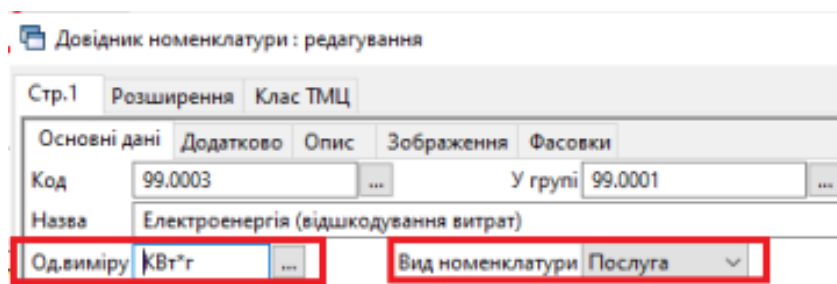 Довідник номенклатури : редагування
Стр.1 Розширення Клас ТМЦ
Основні дані Додатково Опис Зображення Фасовки
Код 99.0003 ... У групі 99.0001 ...
Назва Електроенергія (відшкодування витрат)
Од.виміру КВт*г ... Вид номенклатури Послуга